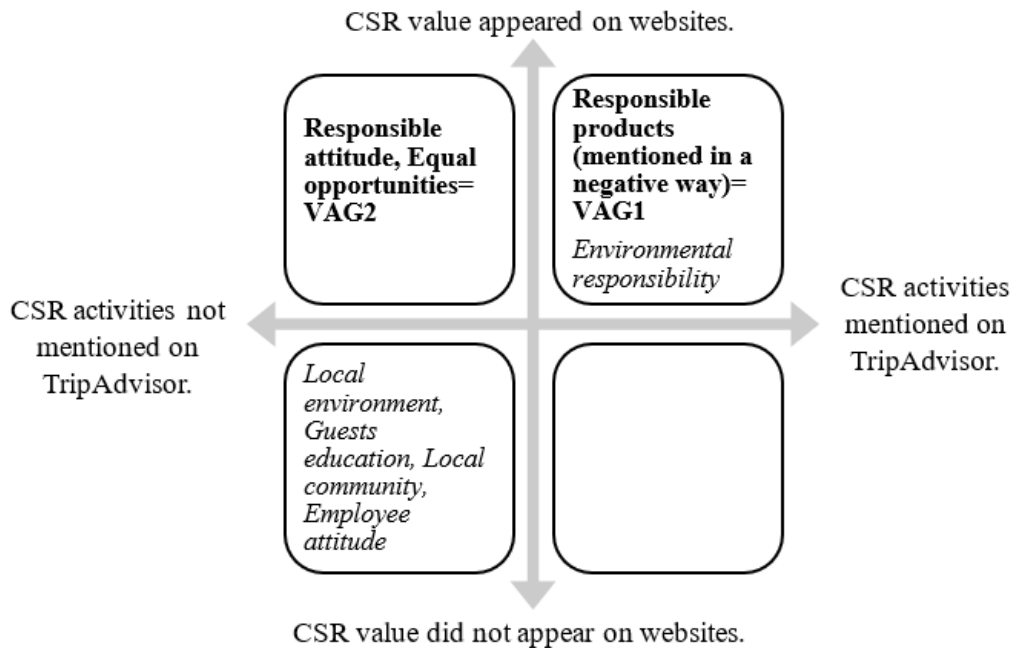 CSR value appeared on websites.
Responsible
attitude, Equal
opportunities=
VAG2
Responsible
products
(mentioned in a
negative way)=
VAG1
Environmental
responsibility
CSR activities not
mentioned on
TripAdvisor.
CSR activities
mentioned on
TripAdvisor.
Local
environment,
Guests
education, Local
community,
Employee
attitude
CSR value did not appear on websites.